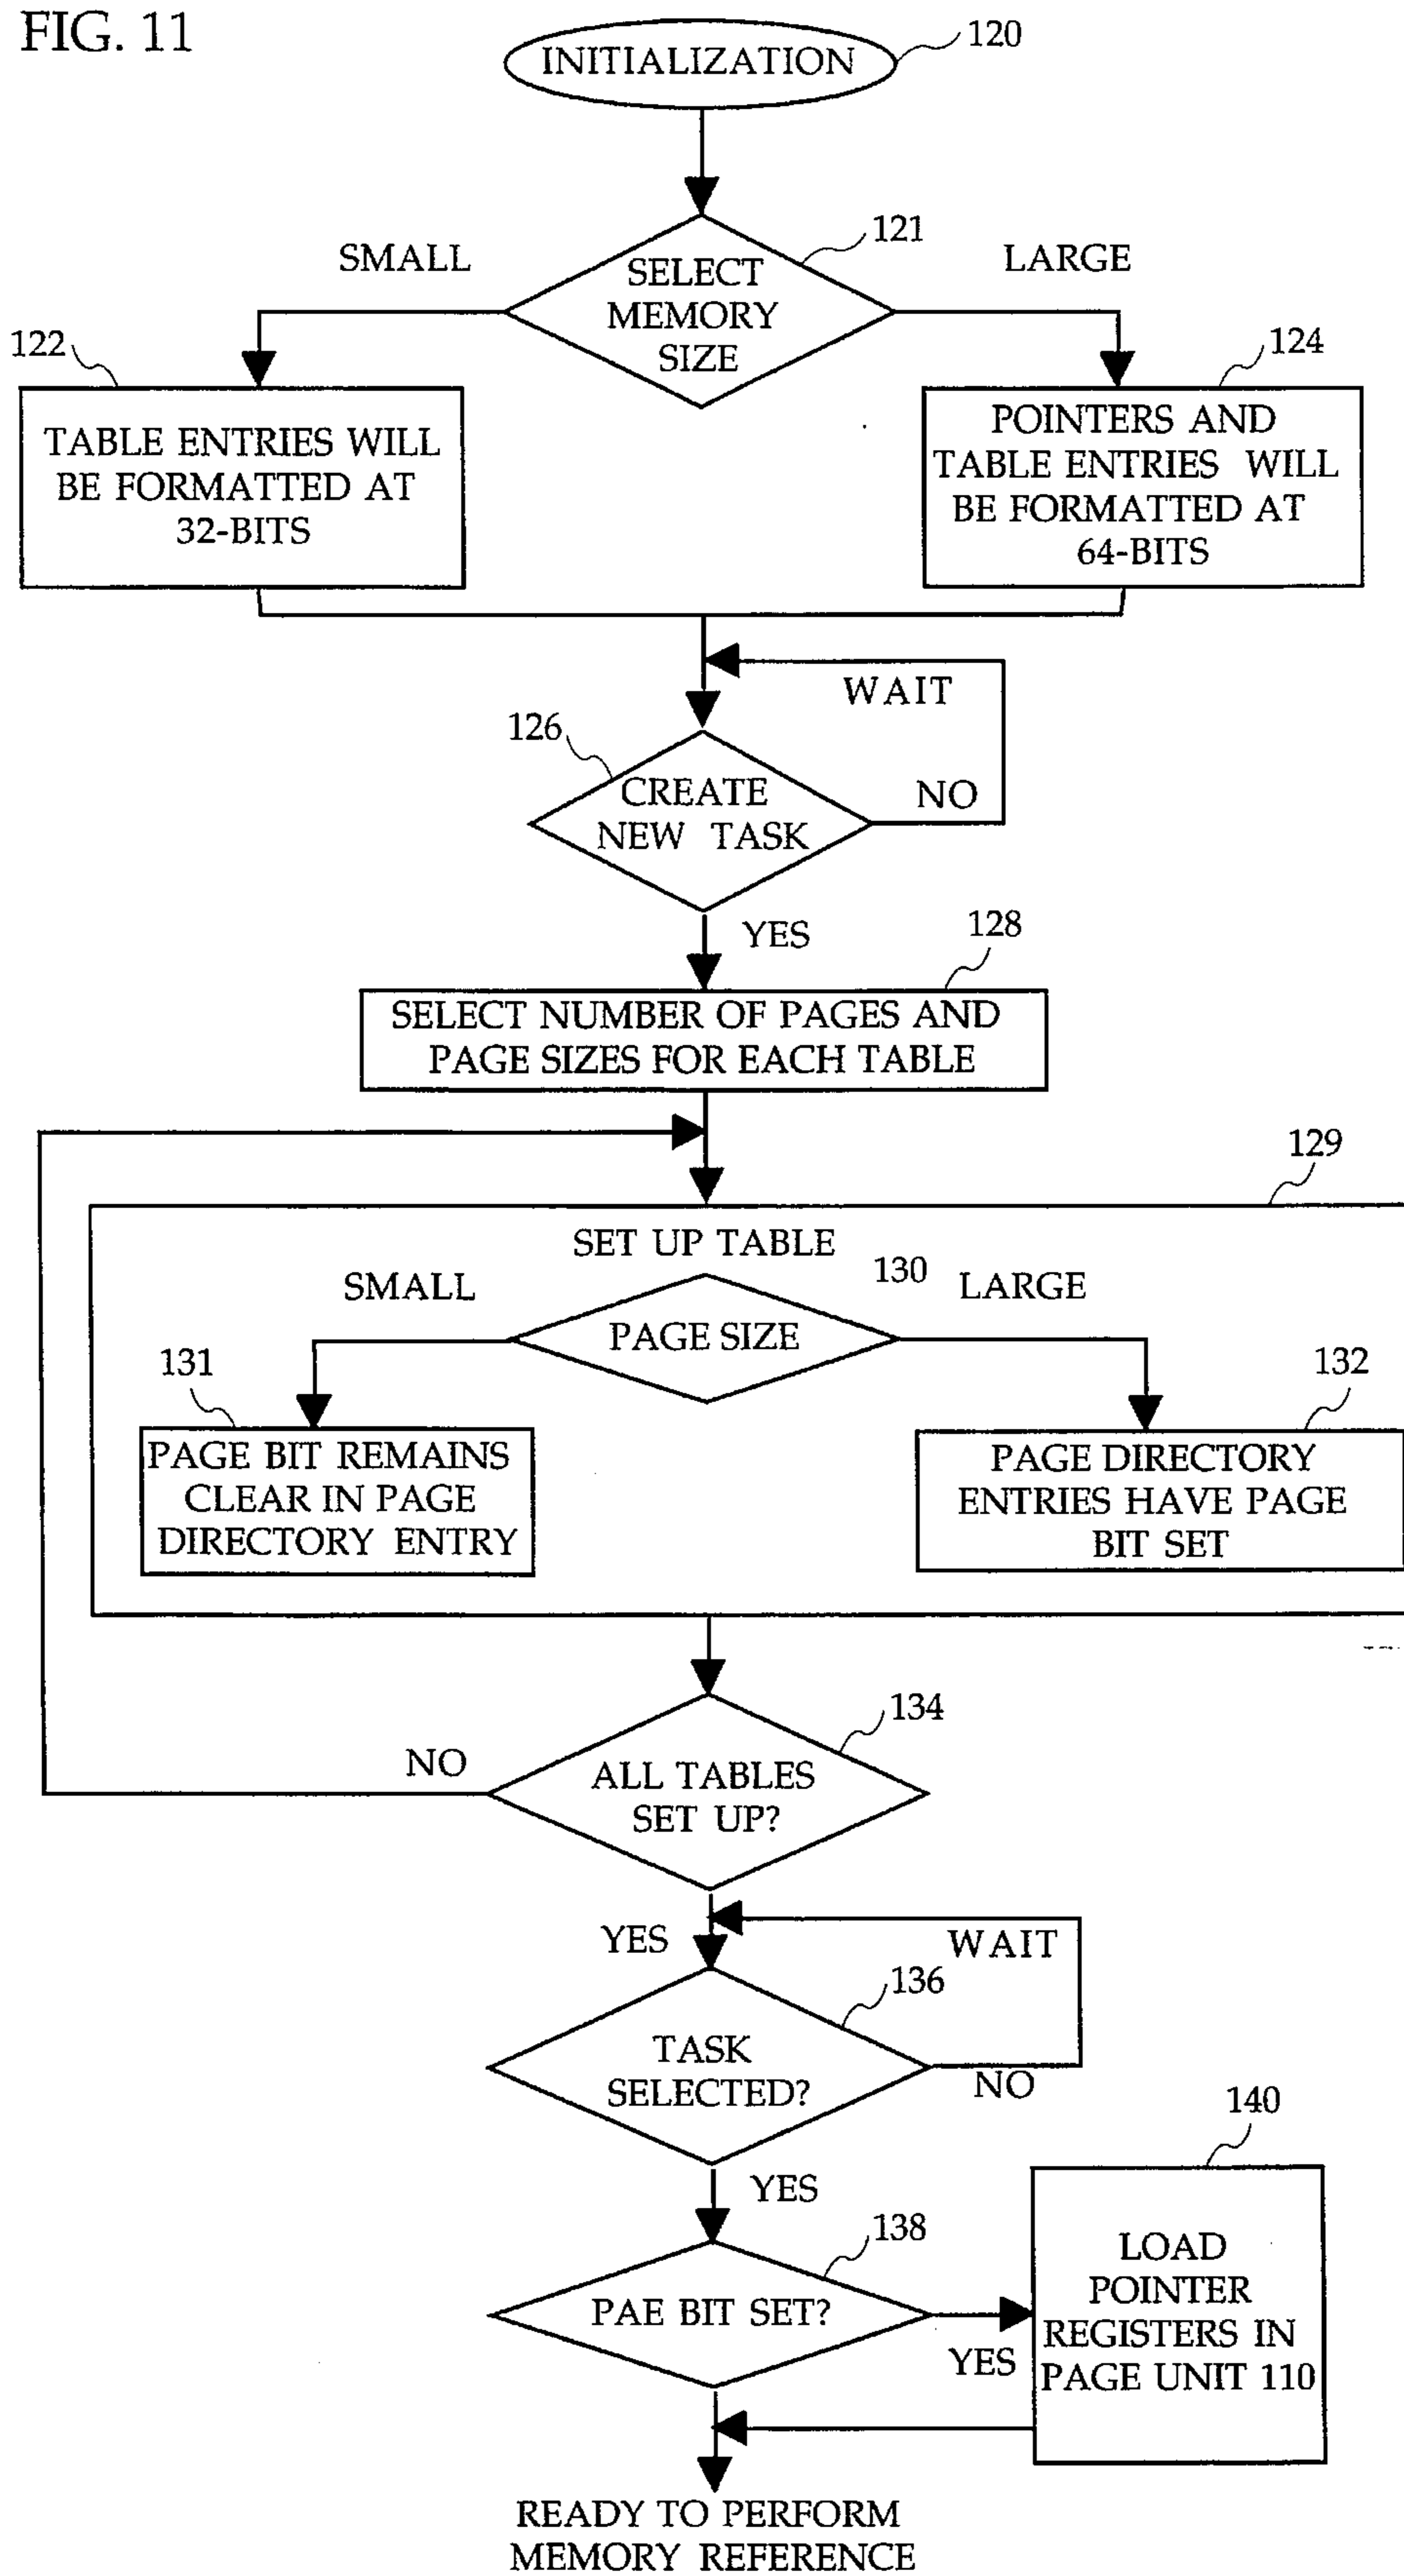 FIG. 11
INITIALIZATION
120
121
SMALL
SELECT
MEMORY
SIZE
LARGE
122
124
TABLE ENTRIES WILL
BE FORMATTED AT
32-BITS
POINTERS AND
TABLE ENTRIES WILL
BE FORMATTED AT
64-BITS
WAIT
126
CREATE
NEW TASK
NO
YES
128
SELECT NUMBER OF PAGES AND
PAGE SIZES FOR EACH TABLE
129
SET UP TABLE
130
SMALL
LARGE
PAGE SIZE
131
132
PAGE BIT REMAINS
CLEAR IN PAGE
DIRECTORY ENTRY
PAGE DIRECTORY
ENTRIES HAVE PAGE
BIT SET
134
NO
ALL TABLES
SET UP?
YES
WAIT
136
TASK
SELECTED?
NO
YES
140
138
PAE BIT SET?
YES
LOAD
POINTER
REGISTERS IN
PAGE UNIT 110
READY TO PERFORM
MEMORY REFERENCE